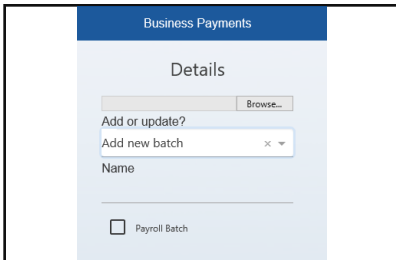 Business Payments
Details
Browse...
Add or update?
Add new batch
Name
Payroll Batch